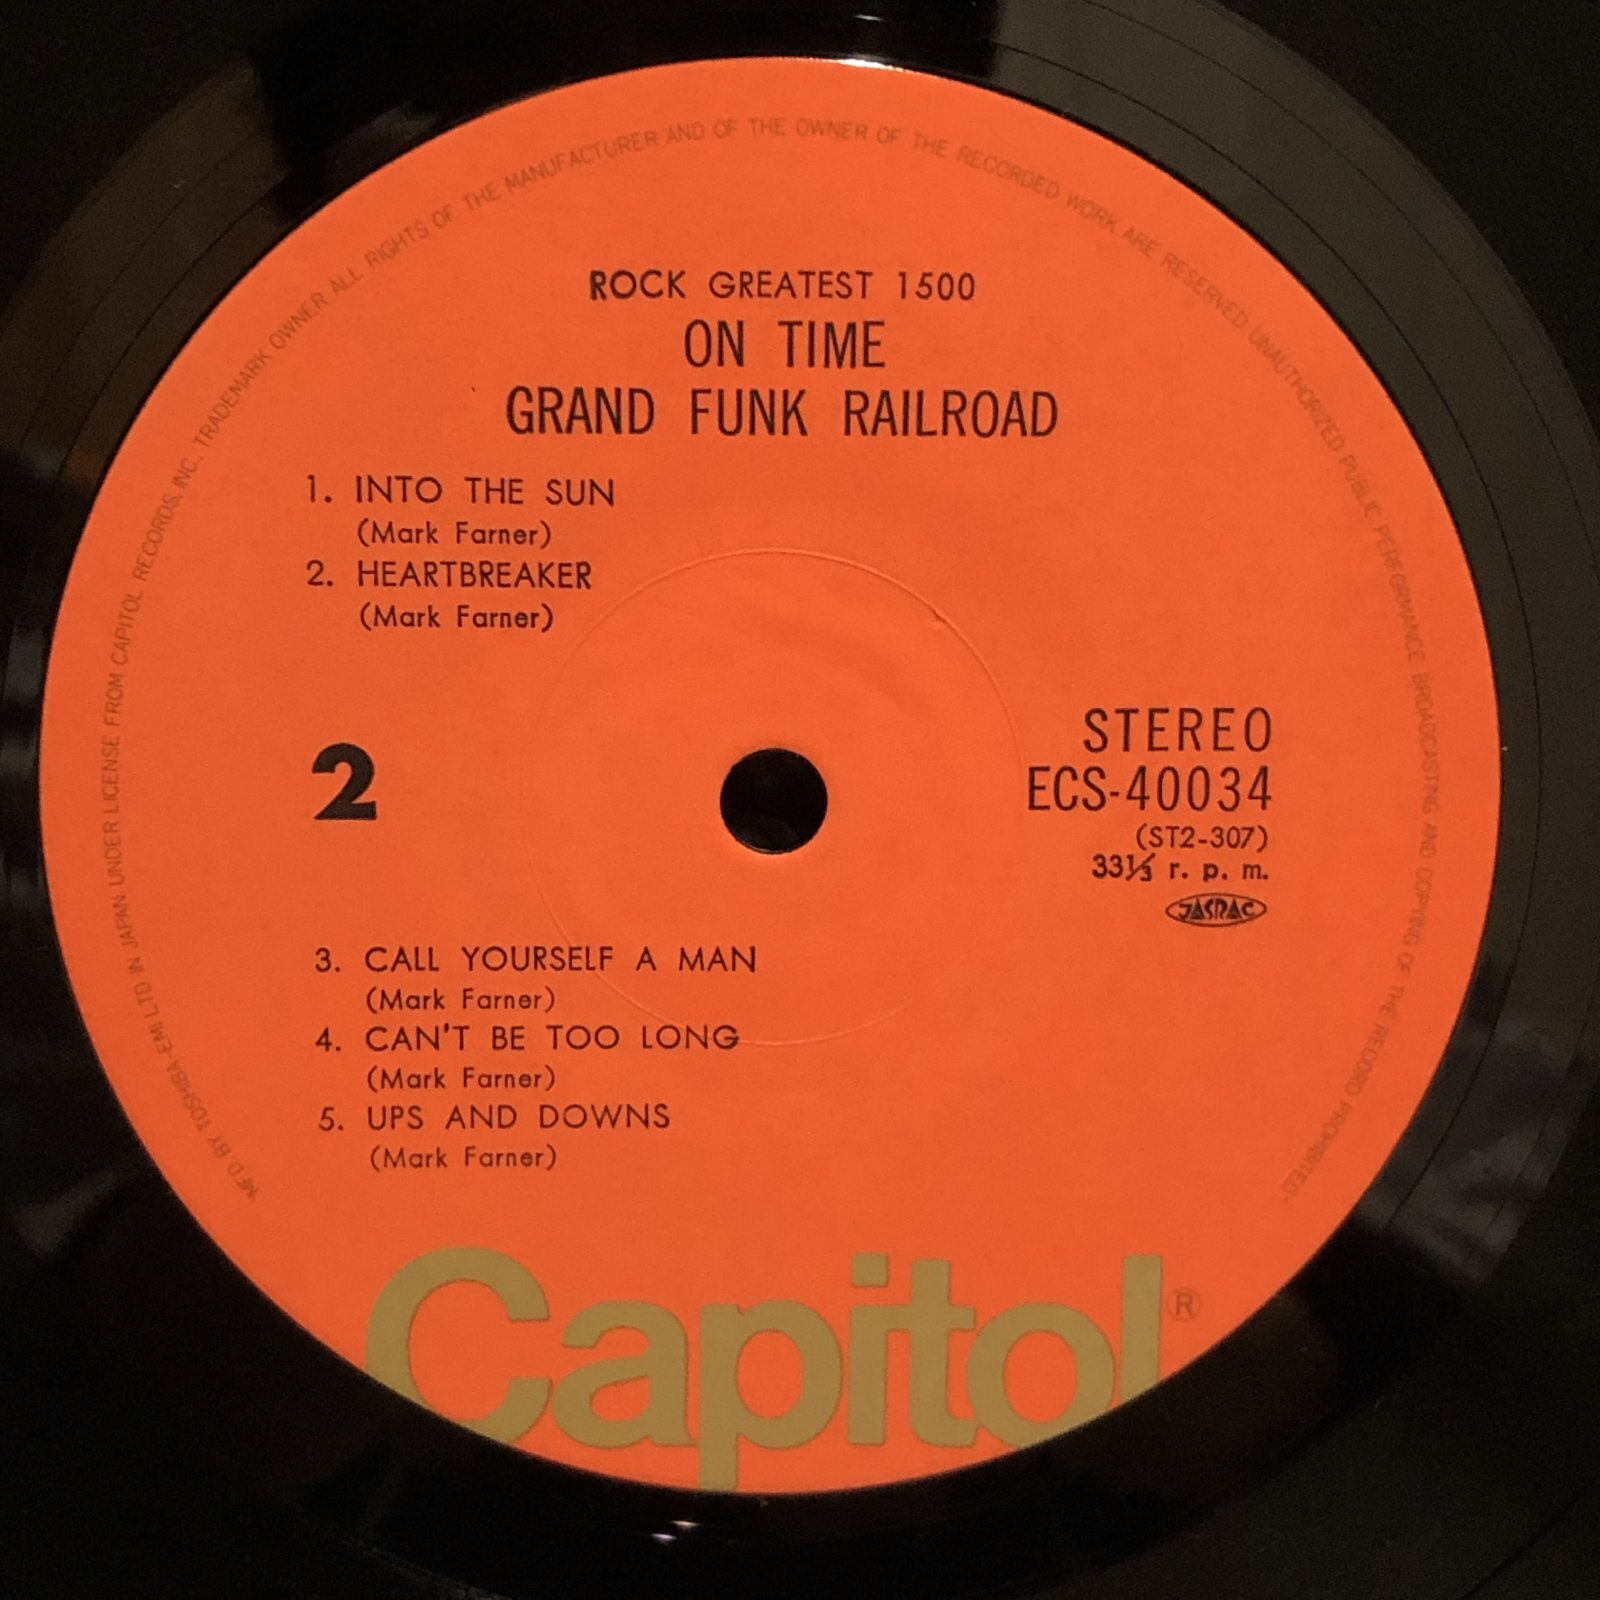 MFD BY TOSHIBA-EMI LTD IN JAPAN UNDER LICENSE FROM CAPITOL RECORDS, INC. TRADEMARK OWNER ALL RIGHTS OF THE MANUFACTURER AND OF THE OWNER OF THE RECORDED WORK ARE RESERVED UNAUTHORIZED PUBLIC PERFORMANCE BROADCASTING AND COPYING OF THE RECORD PROHIBITED
ROCK GREATEST 1500
ON TIME
GRAND FUNK RAILROAD
1. INTO THE SUN
(Mark Farner)
2. HEARTBREAKER
(Mark Farner)
2
STEREO
ECS-40034
(ST2-307)
33⅓ r. p. m.
JASRAC
3. CALL YOURSELF A MAN
(Mark Farner)
4. CAN'T BE TOO LONG
(Mark Farner)
5. UPS AND DOWNS
(Mark Farner)
Capitol®